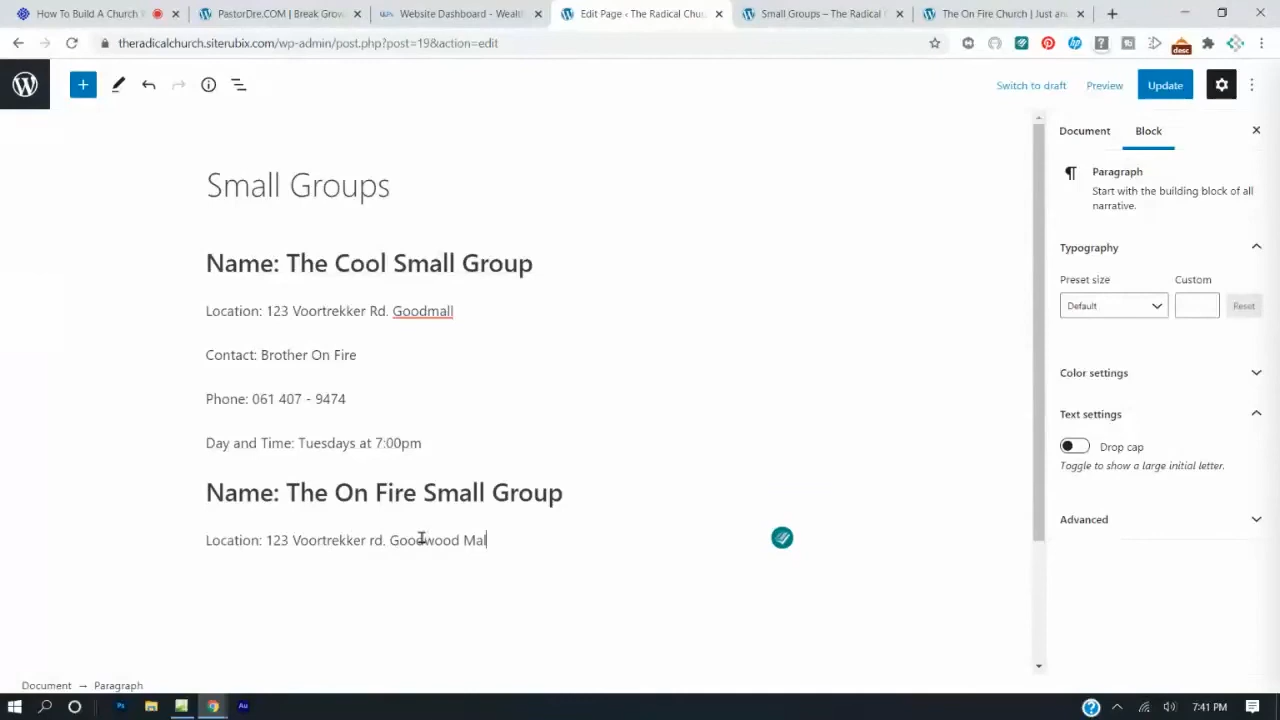 How To Build A Church W
PastorDre.COM | Break Grow
Website Dashboard - Wealt
Edit Page ‹ The Radical Chur
Small Groups – The Radical
The On Fire Church | Just an
theradicalchurch.siterubix.com/wp-admin/post.php?post=19&action=edit
desc
Switch to draft
Preview
Update
Document
Block
Paragraph
Start with the building block of all
narrative.
Typography
Preset size
Custom
Default
Reset
Color settings
Text settings
Drop cap
Toggle to show a large initial letter.
Advanced
Small Groups
Name: The Cool Small Group
Location: 123 Voortrekker Rd. Goodmall
Contact: Brother On Fire
Phone: 061 407 - 9474
Day and Time: Tuesdays at 7:00pm
Name: The On Fire Small Group
Location: 123 Voortrekker rd. Goodwood Mal
Document → Paragraph
Ps
Au
7:41 PM